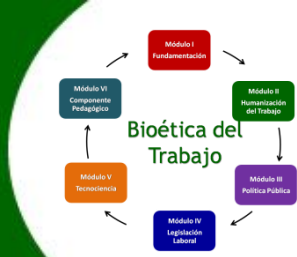 Módulo I
Fundamentación
Módulo II
Humanización
del Trabajo
Módulo III
Política Pública
Módulo IV
Legislación
Laboral
Módulo V
Tecnociencia
Módulo VI
Componente
Pedagógico
Bioética del
Trabajo